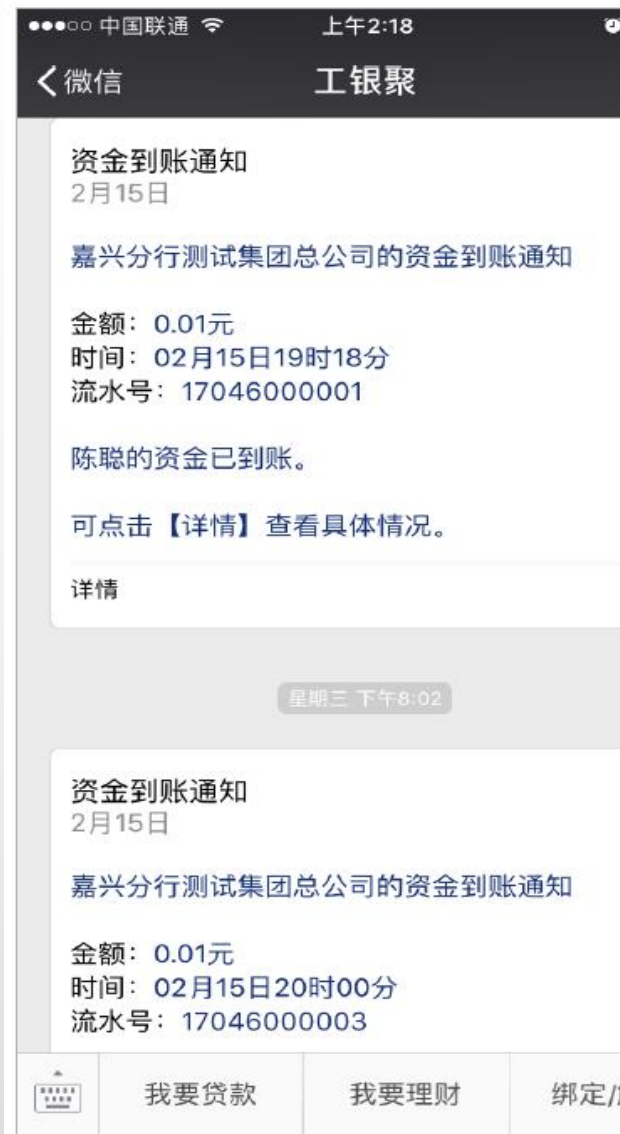 中国联通 上午2:18
微信 工银聚
资金到账通知
2月15日
嘉兴分行测试集团总公司的资金到账通知
金额：0.01元
时间：02月15日19时18分
流水号：17046000001
陈聪的资金已到账。
可点击【详情】查看具体情况。
详情
星期三 下午8:02
资金到账通知
2月15日
嘉兴分行测试集团总公司的资金到账通知
金额：0.01元
时间：02月15日20时00分
流水号：17046000003
我要贷款 我要理财 绑定/